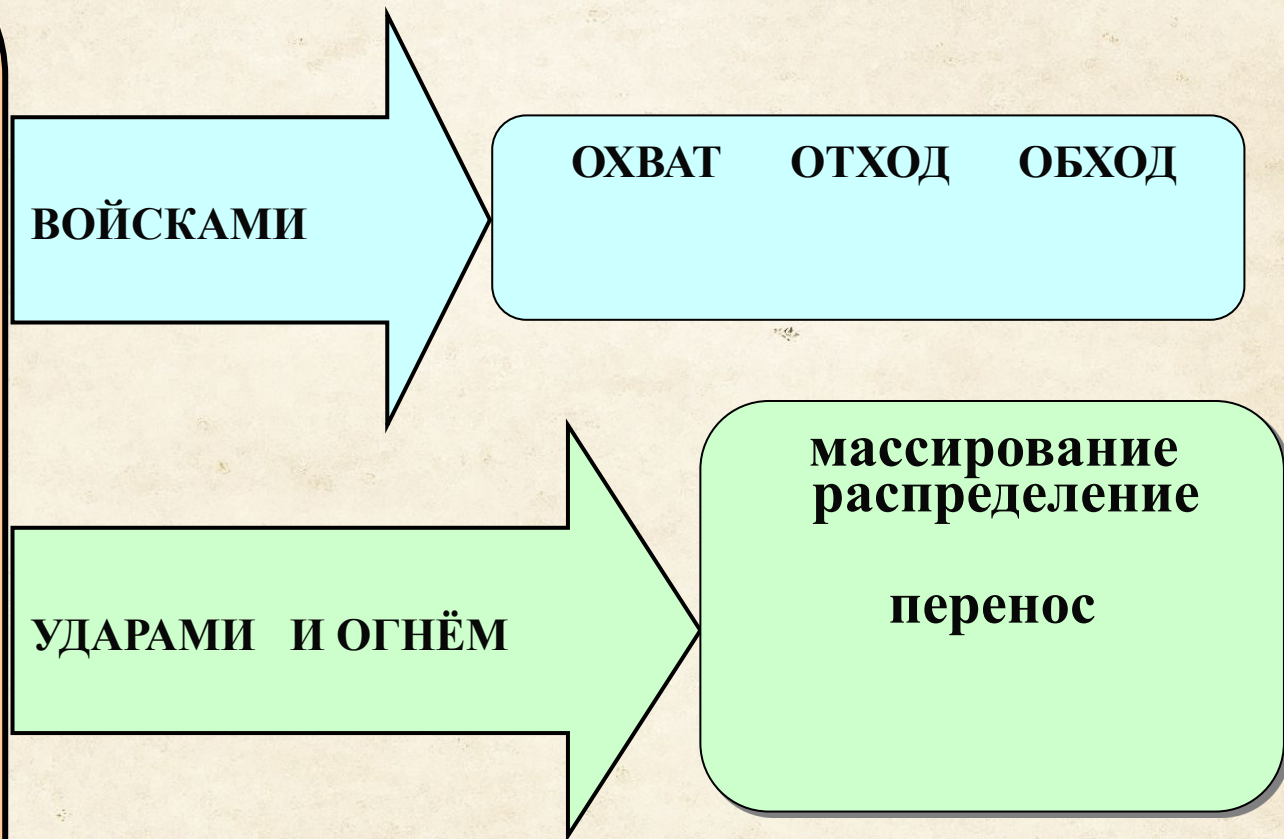 ВОЙСКАМИ
ОХВАТ ОТХОД ОБХОД
УДАРАМИ И ОГНЁМ
массирование
распределение
перенос